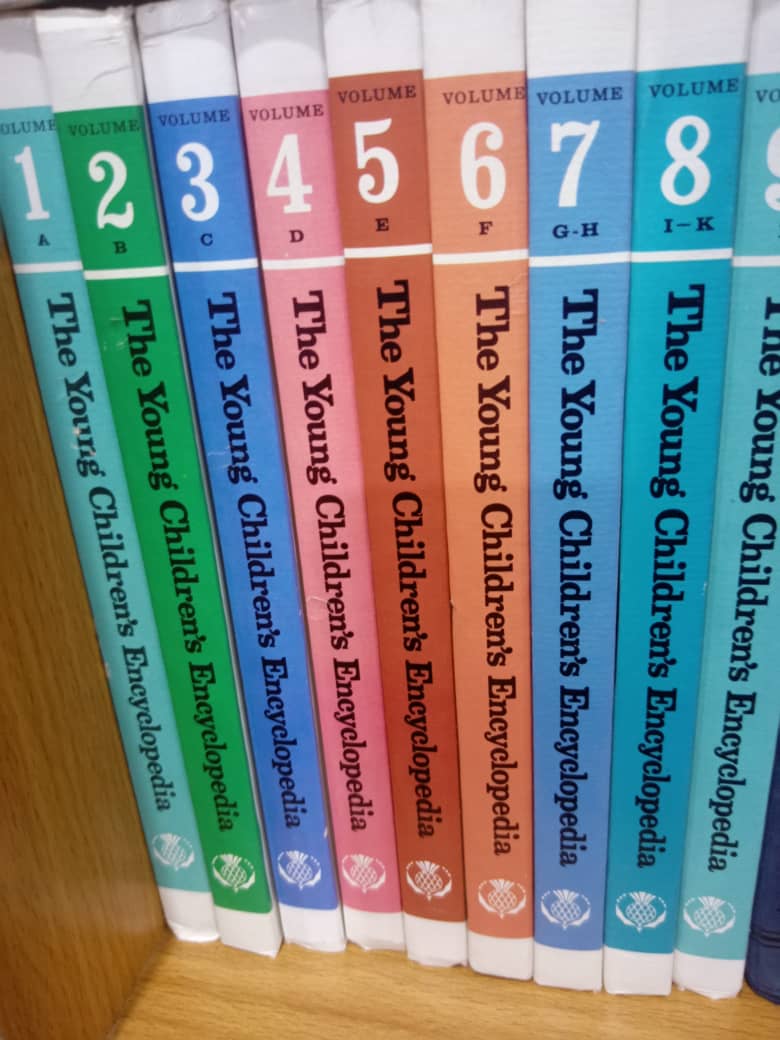 VOLUME
1
A
The Young Children's Encyclopedia
VOLUME
2
B
The Young Children's Encyclopedia
VOLUME
3
C
The Young Children's Encyclopedia
VOLUME
4
D
The Young Children's Encyclopedia
VOLUME
5
E
The Young Children's Encyclopedia
VOLUME
6
F
The Young Children's Encyclopedia
VOLUME
7
G-H
The Young Children's Encyclopedia
VOLUME
8
I-K
The Young Children's Encyclopedia
The Young Children's Encyclopedia